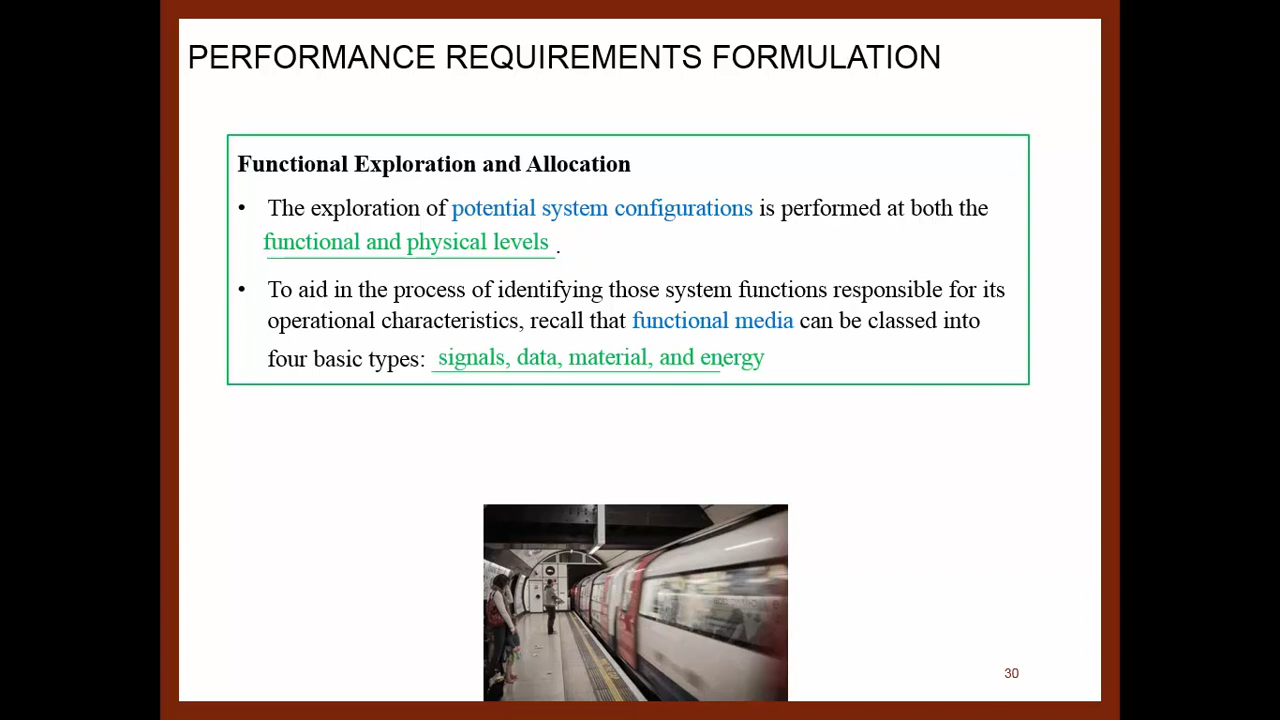 PERFORMANCE REQUIREMENTS FORMULATION
Functional Exploration and Allocation
• The exploration of potential system configurations is performed at both the
functional and physical levels.
• To aid in the process of identifying those system functions responsible for its
operational characteristics, recall that functional media can be classed into
four basic types: signals, data, material, and energy.
30